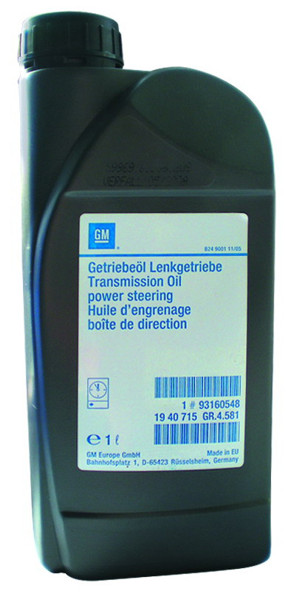 GM
824 9001 11/05
Getriebeöl Lenkgetriebe
Transmission Oil
power steering
Huile d'engrenage
boîte de direction
1 # 93160548
19 40 715 GR.4.581
e 1 ℓ
GM Europe GmbH
Made in EU
Bahnhofsplatz 1, D-65423 Rüsselsheim, Germany